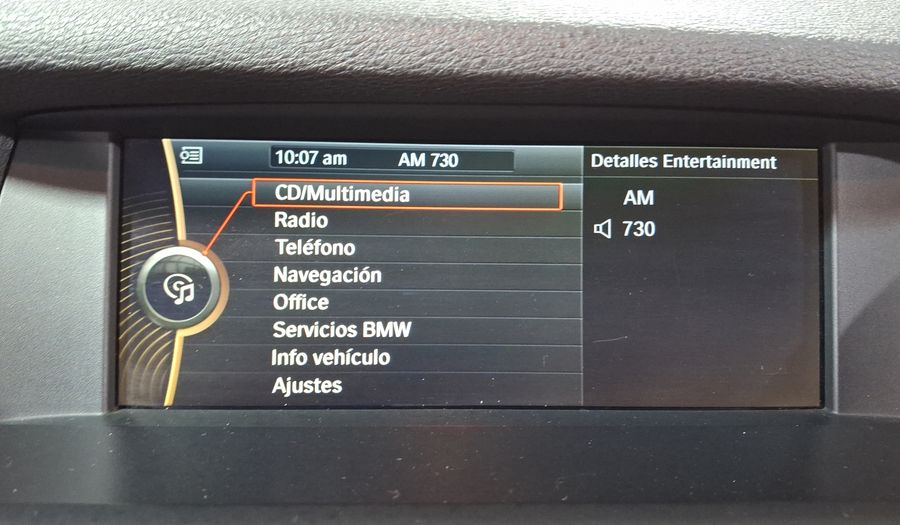 10:07 am AM 730
CD/Multimedia
Radio
Teléfono
Navegación
Office
Servicios BMW
Info vehículo
Ajustes
Detalles Entertainment
AM
730